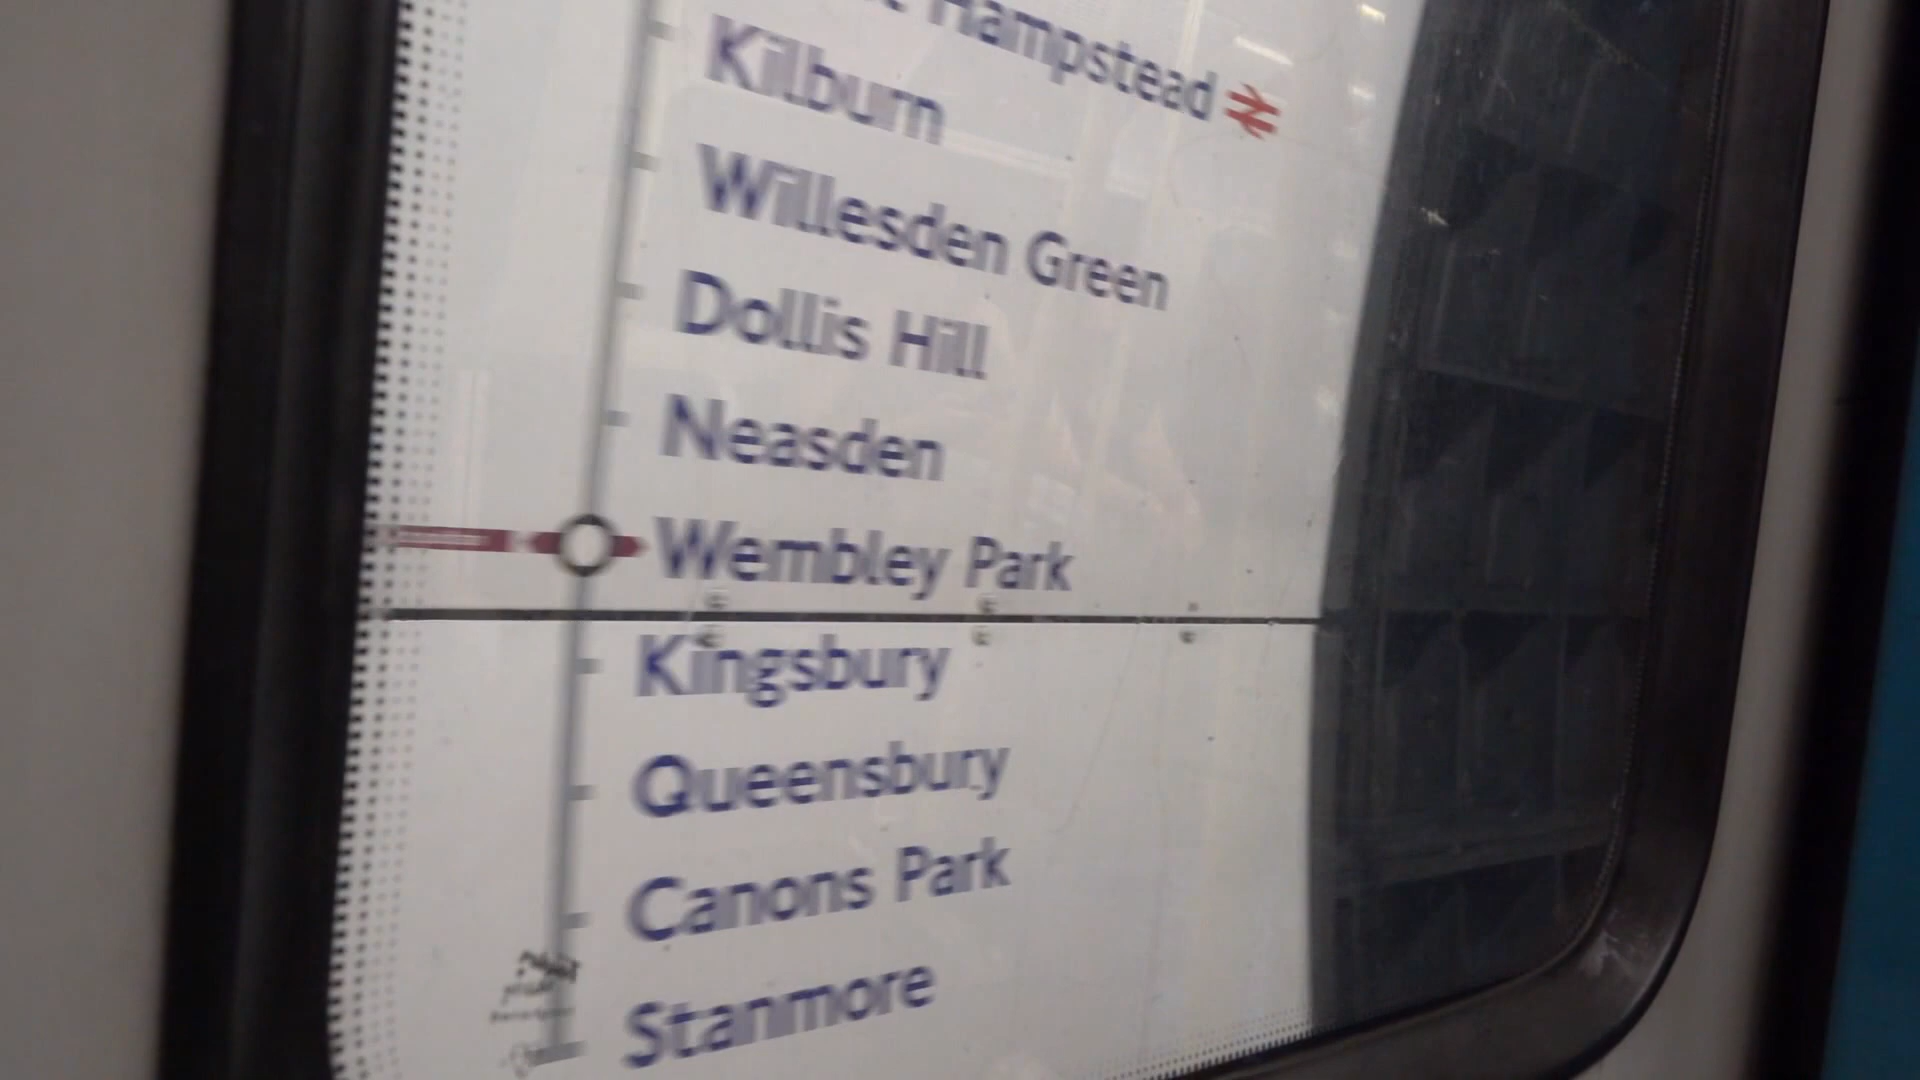 Hampstead
Kilburn
Willesden Green
Dollis Hill
Neasden
Wembley Park
Kingsbury
Queensbury
Canons Park
Stanmore